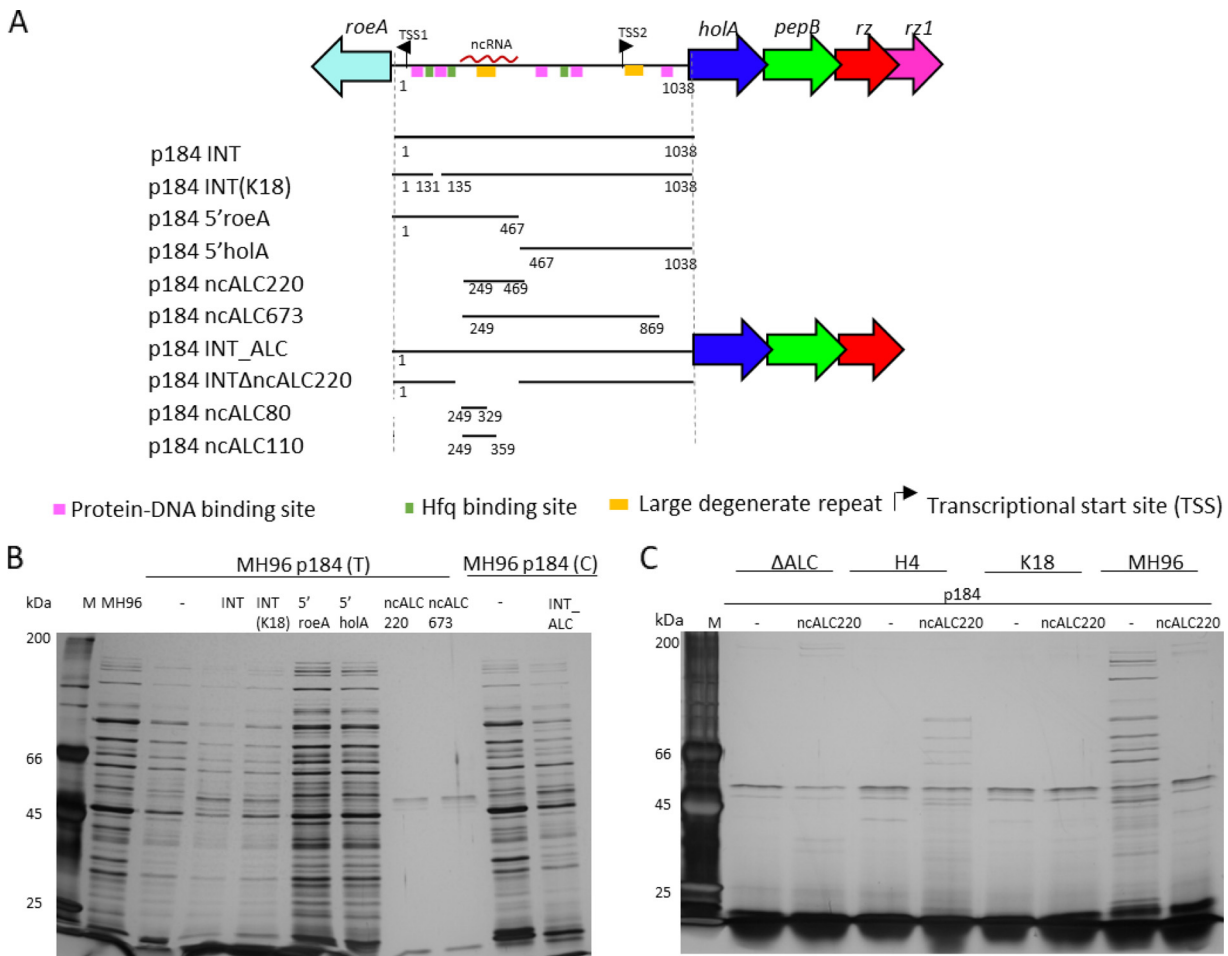 A
roeA
TSS1
ncRNA
TSS2
holA
pepB
rz
rz1
1
1038
p184 INT
1
1038
p184 INT(K18)
1 131 135
1038
p184 5'roeA
1
467
p184 5'holA
467
1038
p184 ncALC220
249 469
p184 ncALC673
249
869
p184 INT_ALC
1
p184 INTΔncALC220
1
p184 ncALC80
249 329
p184 ncALC110
249 359
Protein-DNA binding site
Hfq binding site
Large degenerate repeat
Transcriptional start site (TSS)
B
MH96 p184 (T)
MH96 p184 (C)
kDa
M MH96 - INT INT 5' 5' ncALC ncALC - INT_
(K18) roeA holA 220 673 ALC
200
66
45
25
C
ΔALC H4 K18 MH96
p184
kDa M - ncALC220 - ncALC220 - ncALC220 - ncALC220
200
66
45
25